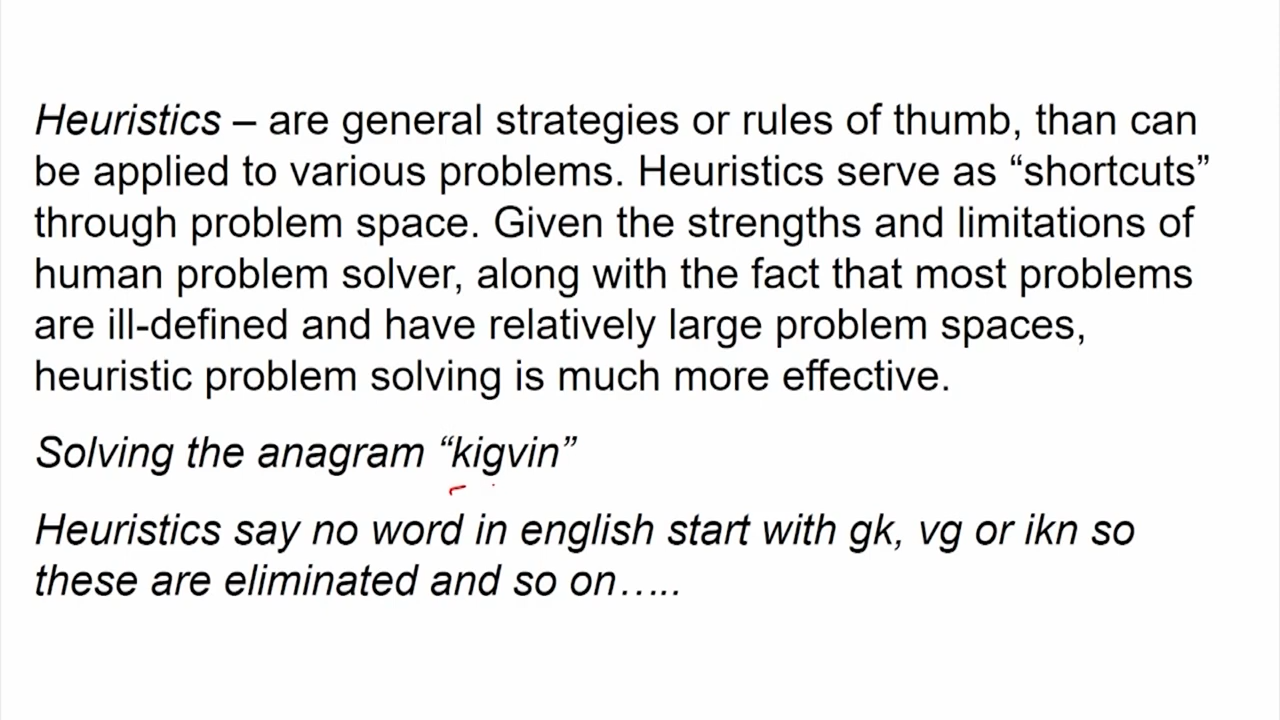 Heuristics – are general strategies or rules of thumb, than can
be applied to various problems. Heuristics serve as “shortcuts”
through problem space. Given the strengths and limitations of
human problem solver, along with the fact that most problems
are ill-defined and have relatively large problem spaces,
heuristic problem solving is much more effective.
Solving the anagram “kigvin”
Heuristics say no word in english start with gk, vg or ikn so
these are eliminated and so on…..